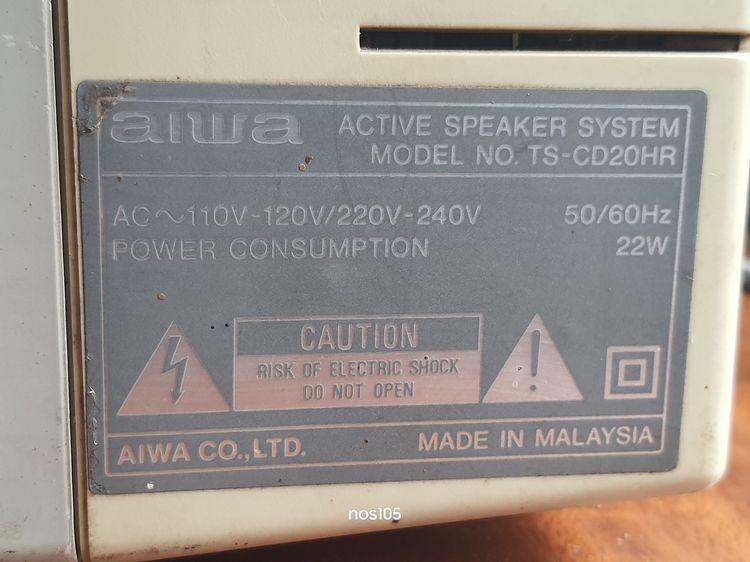 aiwa
ACTIVE SPEAKER SYSTEM
MODEL NO. TS-CD20HR
AC～110V-120V/220V-240V 50/60Hz
POWER CONSUMPTION 22W
CAUTION
RISK OF ELECTRIC SHOCK
DO NOT OPEN
AIWA CO.,LTD. MADE IN MALAYSIA
nos105